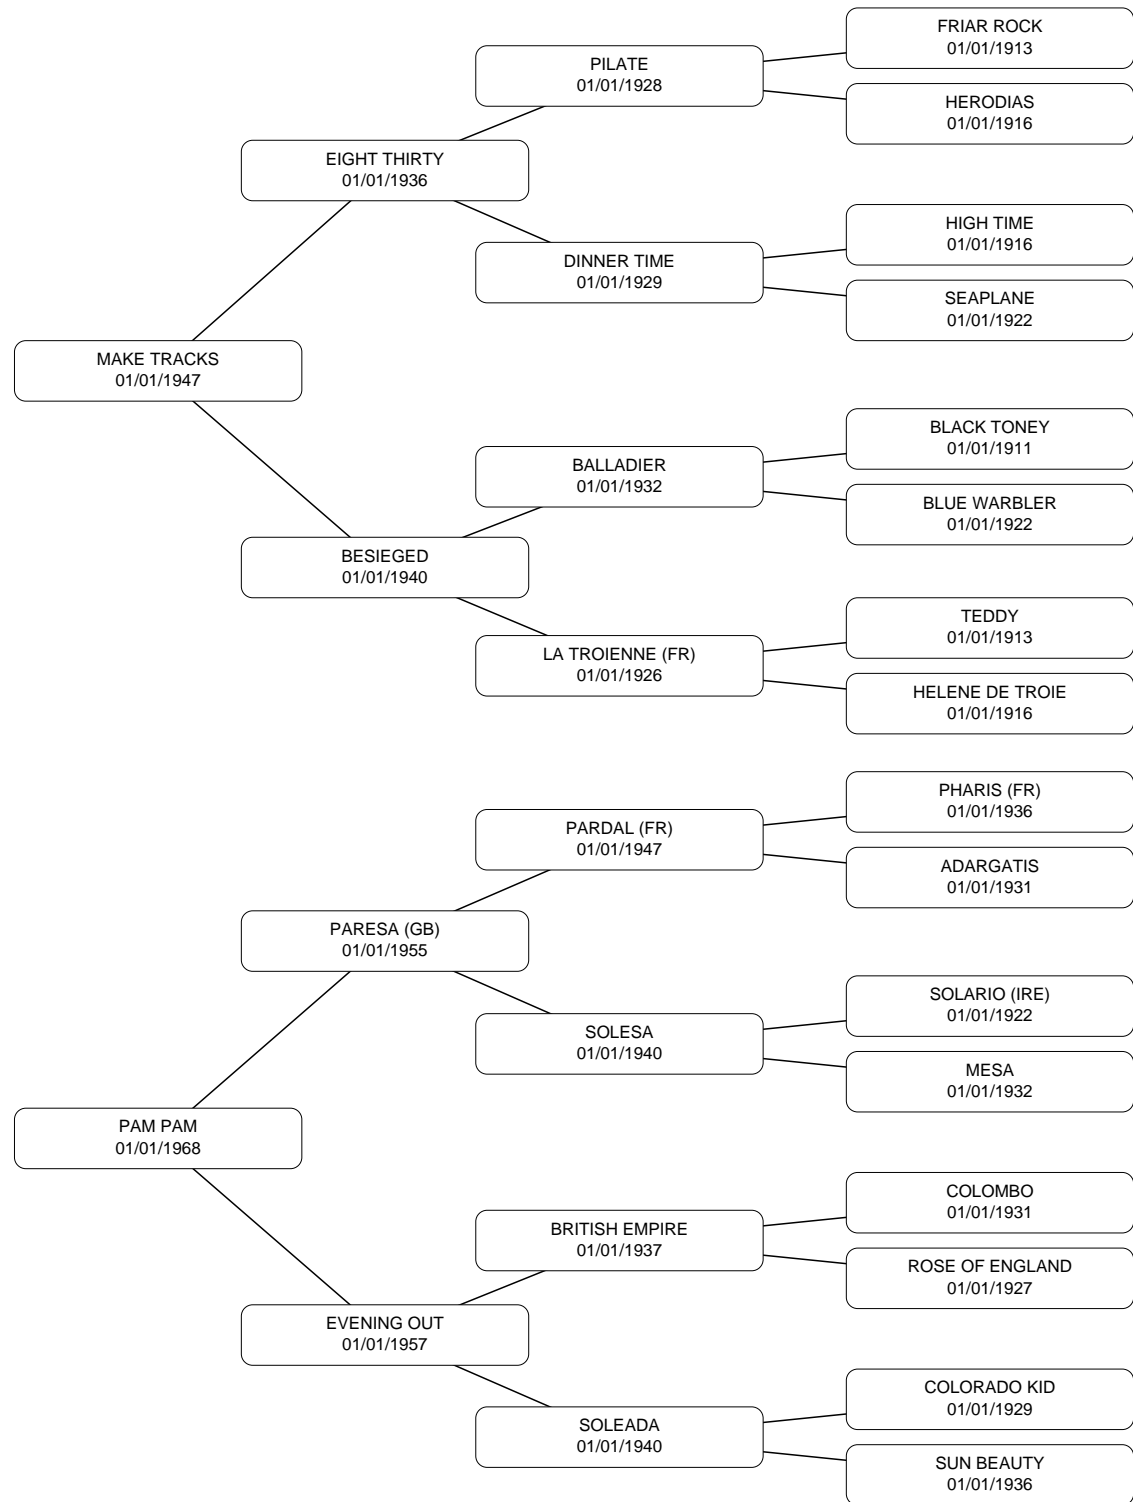 FRIAR ROCK
01/01/1913
PILATE
01/01/1928
HERODIAS
01/01/1916
EIGHT THIRTY
01/01/1936
HIGH TIME
01/01/1916
DINNER TIME
01/01/1929
SEAPLANE
01/01/1922
MAKE TRACKS
01/01/1947
BLACK TONEY
01/01/1911
BALLADIER
01/01/1932
BLUE WARBLER
01/01/1922
BESIEGED
01/01/1940
TEDDY
01/01/1913
LA TROIENNE (FR)
01/01/1926
HELENE DE TROIE
01/01/1916
PHARIS (FR)
01/01/1936
PARDAL (FR)
01/01/1947
ADARGATIS
01/01/1931
PARESA (GB)
01/01/1955
SOLARIO (IRE)
01/01/1922
SOLESA
01/01/1940
MESA
01/01/1932
PAM PAM
01/01/1968
COLOMBO
01/01/1931
BRITISH EMPIRE
01/01/1937
ROSE OF ENGLAND
01/01/1927
EVENING OUT
01/01/1957
COLORADO KID
01/01/1929
SOLEADA
01/01/1940
SUN BEAUTY
01/01/1936